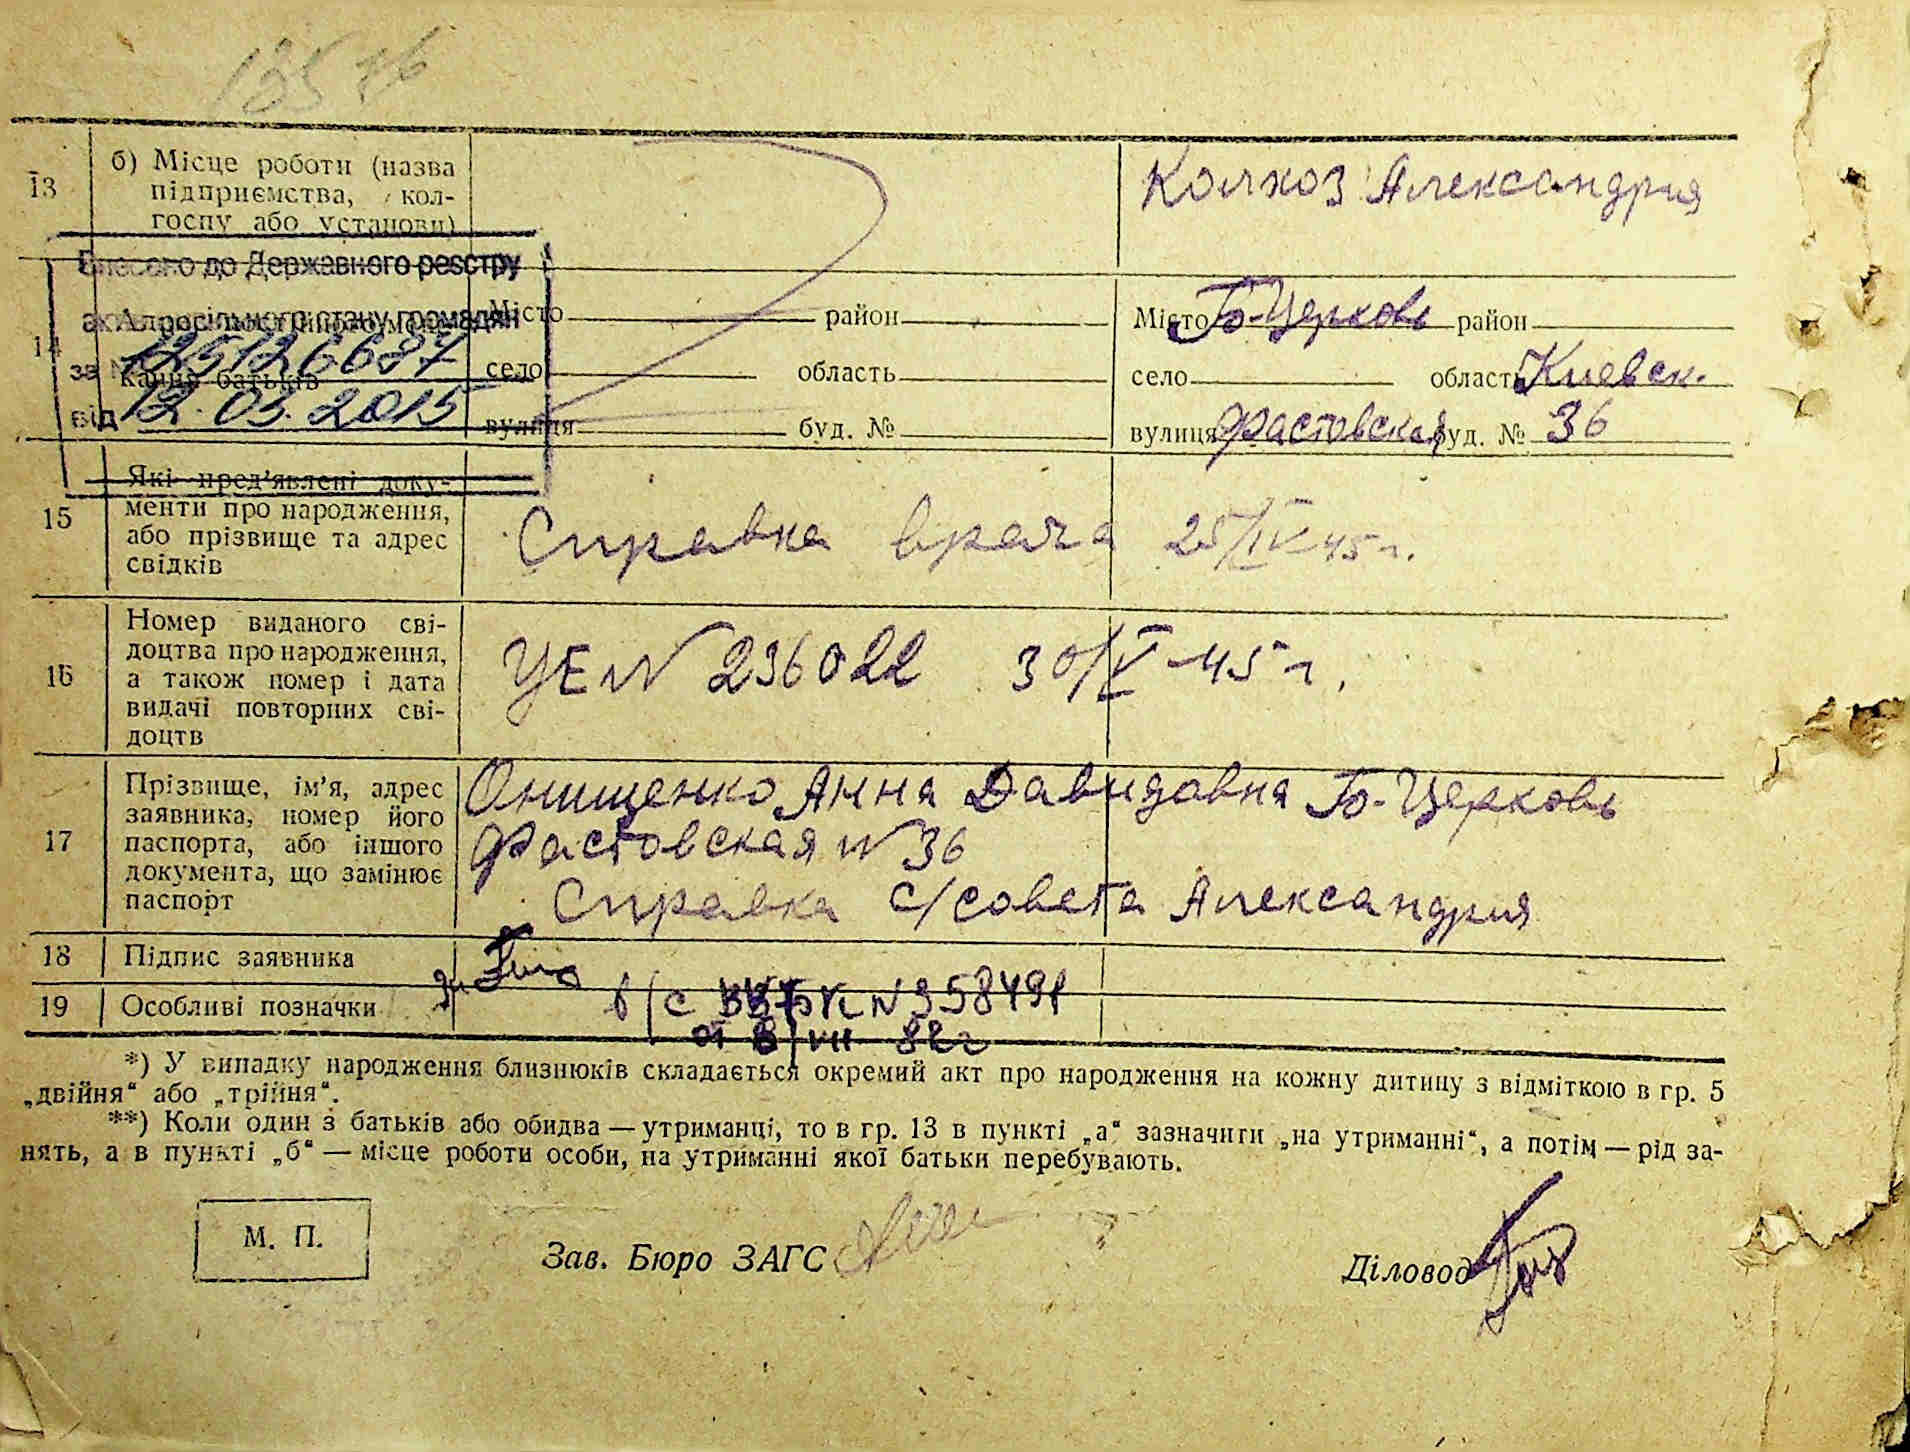 13
б) Місце роботи (назва
підприємства, кол-
госпу або установи)
Колхоз Александрия
Внесено до Державного реєстру
актів цивільного стану громадян
за № 125126687
від 12.03.2015
14
Місто район
село область
вулиця буд. №
Місто Б-Церковь район
село область Киевск.
вулиця Фастовская буд. № 36
15
Які пред'явлені доку-
менти про народження,
або прізвище та адрес
свідків
Справка врача 25/IV-45 г.
16
Номер виданого сві-
доцтва про народження,
а також номер і дата
видачі повторних сві-
доцтв
УЕ N 236022 30/V-45 г.
17
Прізвище, ім'я, адрес
заявника, номер його
паспорта, або іншого
документа, що замінює
паспорт
Онищенко Анна Давидовна Б-Церковь
Фастовская N 36
Справка с/совета Александрия
18 Підпис заявника
19 Особливі позначки
N 358491
*) У випадку народження близнюків складається окремий акт про народження на кожну дитину з відміткою в гр. 5
„двійня“ або „трійня“.
**) Коли один з батьків або обидва — утриманці, то в гр. 13 в пункті „а“ зазначити „на утриманні“, а потім — рід за-
нять, а в пункті „б“ — місце роботи особи, на утриманні якої батьки перебувають.
М. П.
Зав. Бюро ЗАГС
Діловод